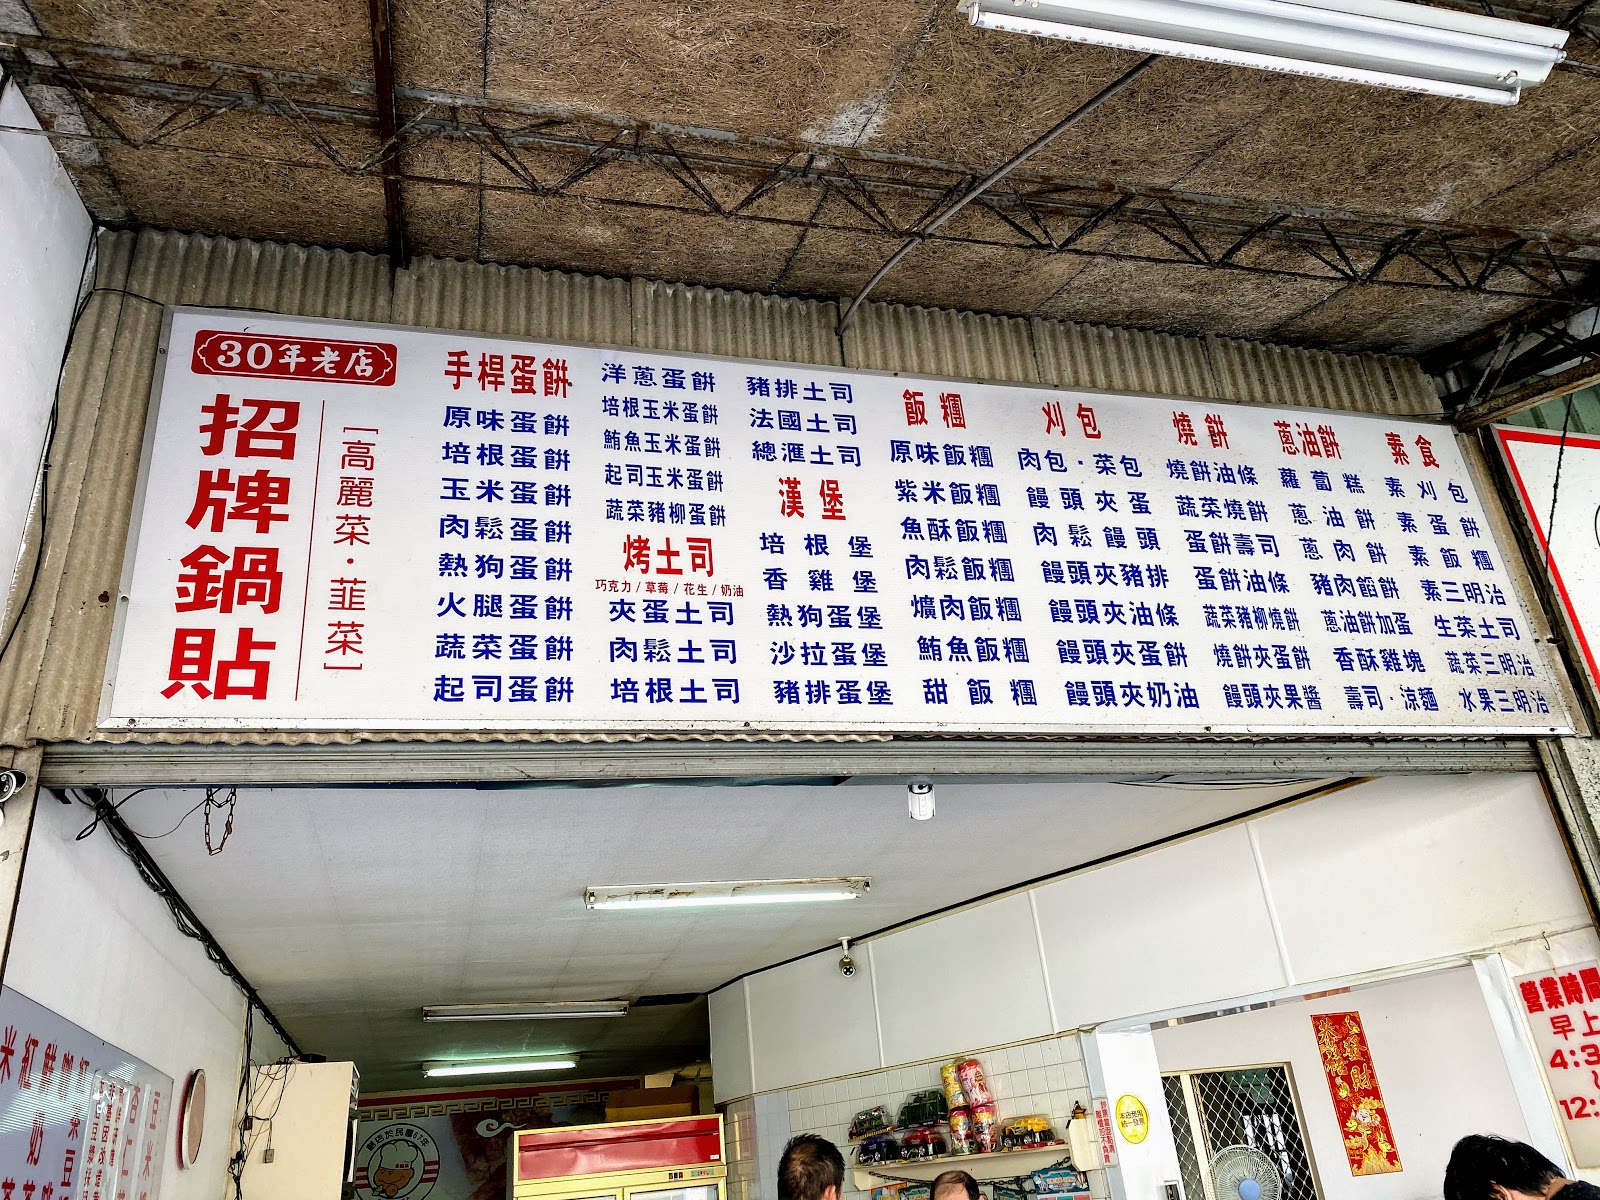 30年老店
招牌鍋貼
[高麗菜·韮菜]
手桿蛋餅
原味蛋餅
培根蛋餅
玉米蛋餅
肉鬆蛋餅
熱狗蛋餅
火腿蛋餅
蔬菜蛋餅
起司蛋餅
洋蔥蛋餅
培根玉米蛋餅
鮪魚玉米蛋餅
起司玉米蛋餅
蔬菜豬柳蛋餅
烤土司
巧克力/草莓/花生/奶油
夾蛋土司
肉鬆土司
培根土司
豬排土司
法國土司
總滙土司
漢堡
培根堡
香雞堡
熱狗蛋堡
沙拉蛋堡
豬排蛋堡
飯糰
原味飯糰
紫米飯糰
魚酥飯糰
肉鬆飯糰
爌肉飯糰
鮪魚飯糰
甜飯糰
刈包
肉包·菜包
饅頭夾蛋
肉鬆饅頭
饅頭夾豬排
饅頭夾油條
饅頭夾蛋餅
饅頭夾奶油
燒餅
燒餅油條
蔬菜燒餅
蛋餅壽司
蛋餅油條
蔬菜豬柳燒餅
燒餅夾蛋餅
饅頭夾果醬
蔥油餅
蘿蔔糕
蔥油餅
蔥肉餅
豬肉餡餅
蔥油餅加蛋
香酥雞塊
壽司·涼麵
素食
素刈包
素蛋餅
素飯糰
素三明治
生菜土司
蔬菜三明治
水果三明治
營業時間
早上
4:3
12: